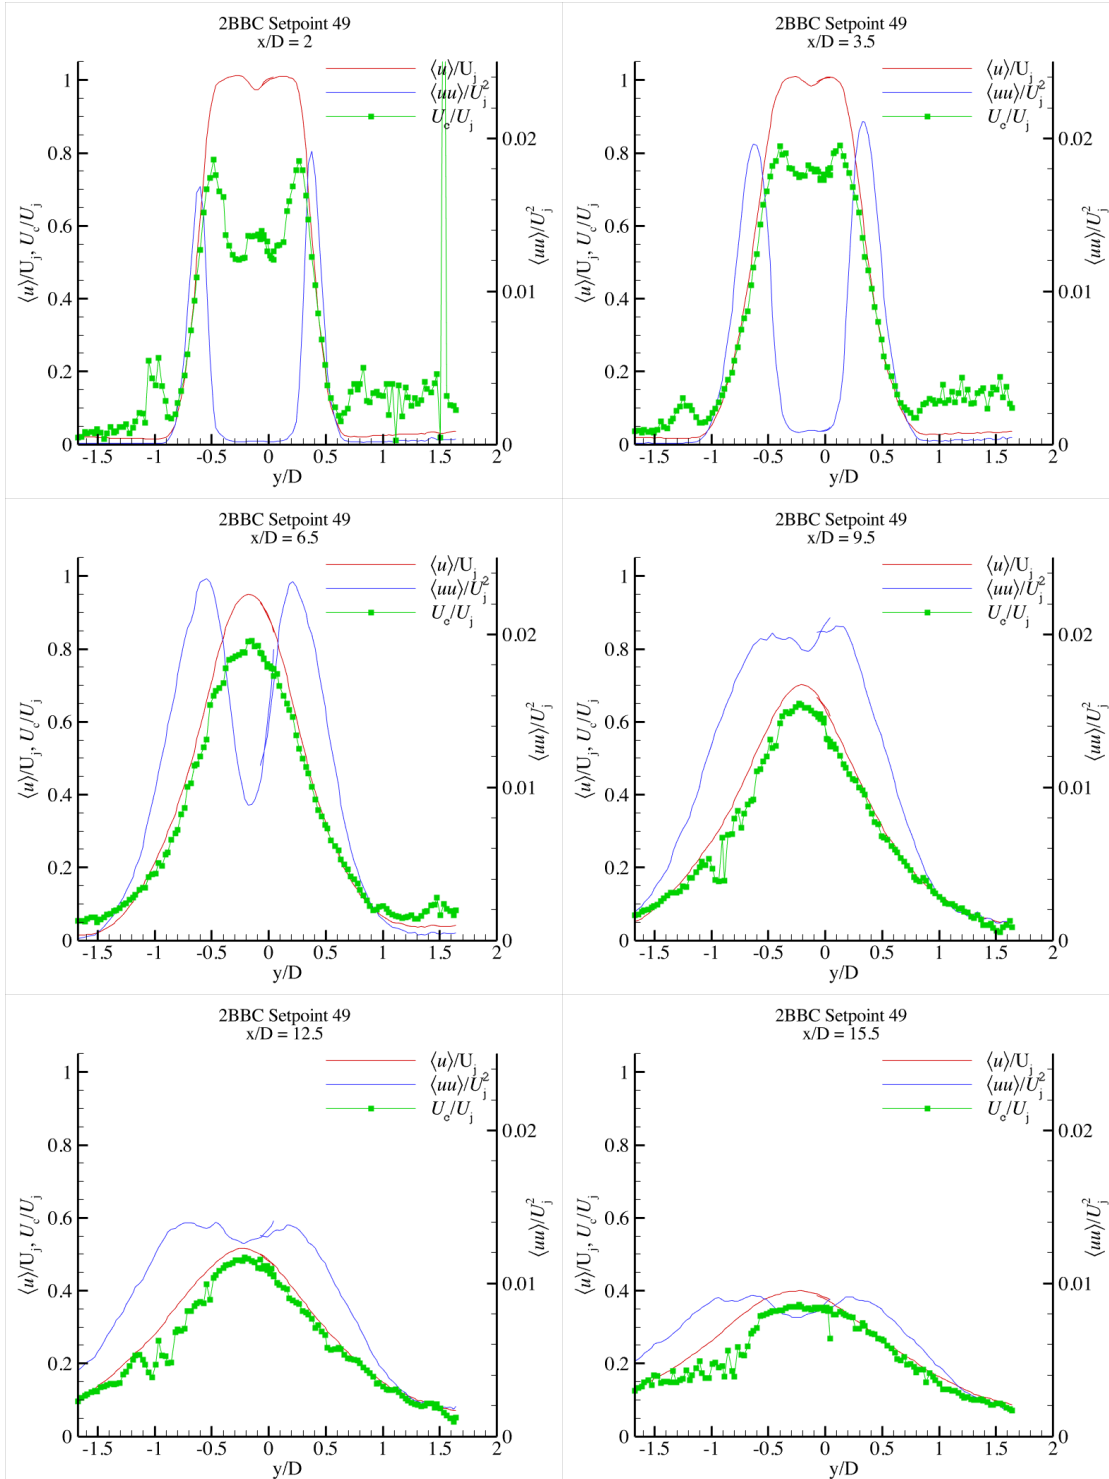 2BBC Setpoint 49
x/D = 2
⟨u⟩/U_j
⟨uu⟩/U_j^2
U_c/U_j
1
0.8
0.6
0.4
0.2
0
⟨u⟩/U_j, U_c/U_j
0.02
0.01
0
⟨uu⟩/U_j^2
-1.5 -1 -0.5 0 0.5 1 1.5 2
y/D
2BBC Setpoint 49
x/D = 3.5
⟨u⟩/U_j
⟨uu⟩/U_j^2
U_c/U_j
1
0.8
0.6
0.4
0.2
0
⟨u⟩/U_j, U_c/U_j
0.02
0.01
0
⟨uu⟩/U_j^2
-1.5 -1 -0.5 0 0.5 1 1.5 2
y/D
2BBC Setpoint 49
x/D = 6.5
⟨u⟩/U_j
⟨uu⟩/U_j^2
U_c/U_j
1
0.8
0.6
0.4
0.2
0
⟨u⟩/U_j, U_c/U_j
0.02
0.01
0
⟨uu⟩/U_j^2
-1.5 -1 -0.5 0 0.5 1 1.5 2
y/D
2BBC Setpoint 49
x/D = 9.5
⟨u⟩/U_j
⟨uu⟩/U_j^2
U_c/U_j
1
0.8
0.6
0.4
0.2
0
⟨u⟩/U_j, U_c/U_j
0.02
0.01
0
⟨uu⟩/U_j^2
-1.5 -1 -0.5 0 0.5 1 1.5 2
y/D
2BBC Setpoint 49
x/D = 12.5
⟨u⟩/U_j
⟨uu⟩/U_j^2
U_c/U_j
1
0.8
0.6
0.4
0.2
0
⟨u⟩/U_j, U_c/U_j
0.02
0.01
0
⟨uu⟩/U_j^2
-1.5 -1 -0.5 0 0.5 1 1.5 2
y/D
2BBC Setpoint 49
x/D = 15.5
⟨u⟩/U_j
⟨uu⟩/U_j^2
U_c/U_j
1
0.8
0.6
0.4
0.2
0
⟨u⟩/U_j, U_c/U_j
0.02
0.01
0
⟨uu⟩/U_j^2
-1.5 -1 -0.5 0 0.5 1 1.5 2
y/D